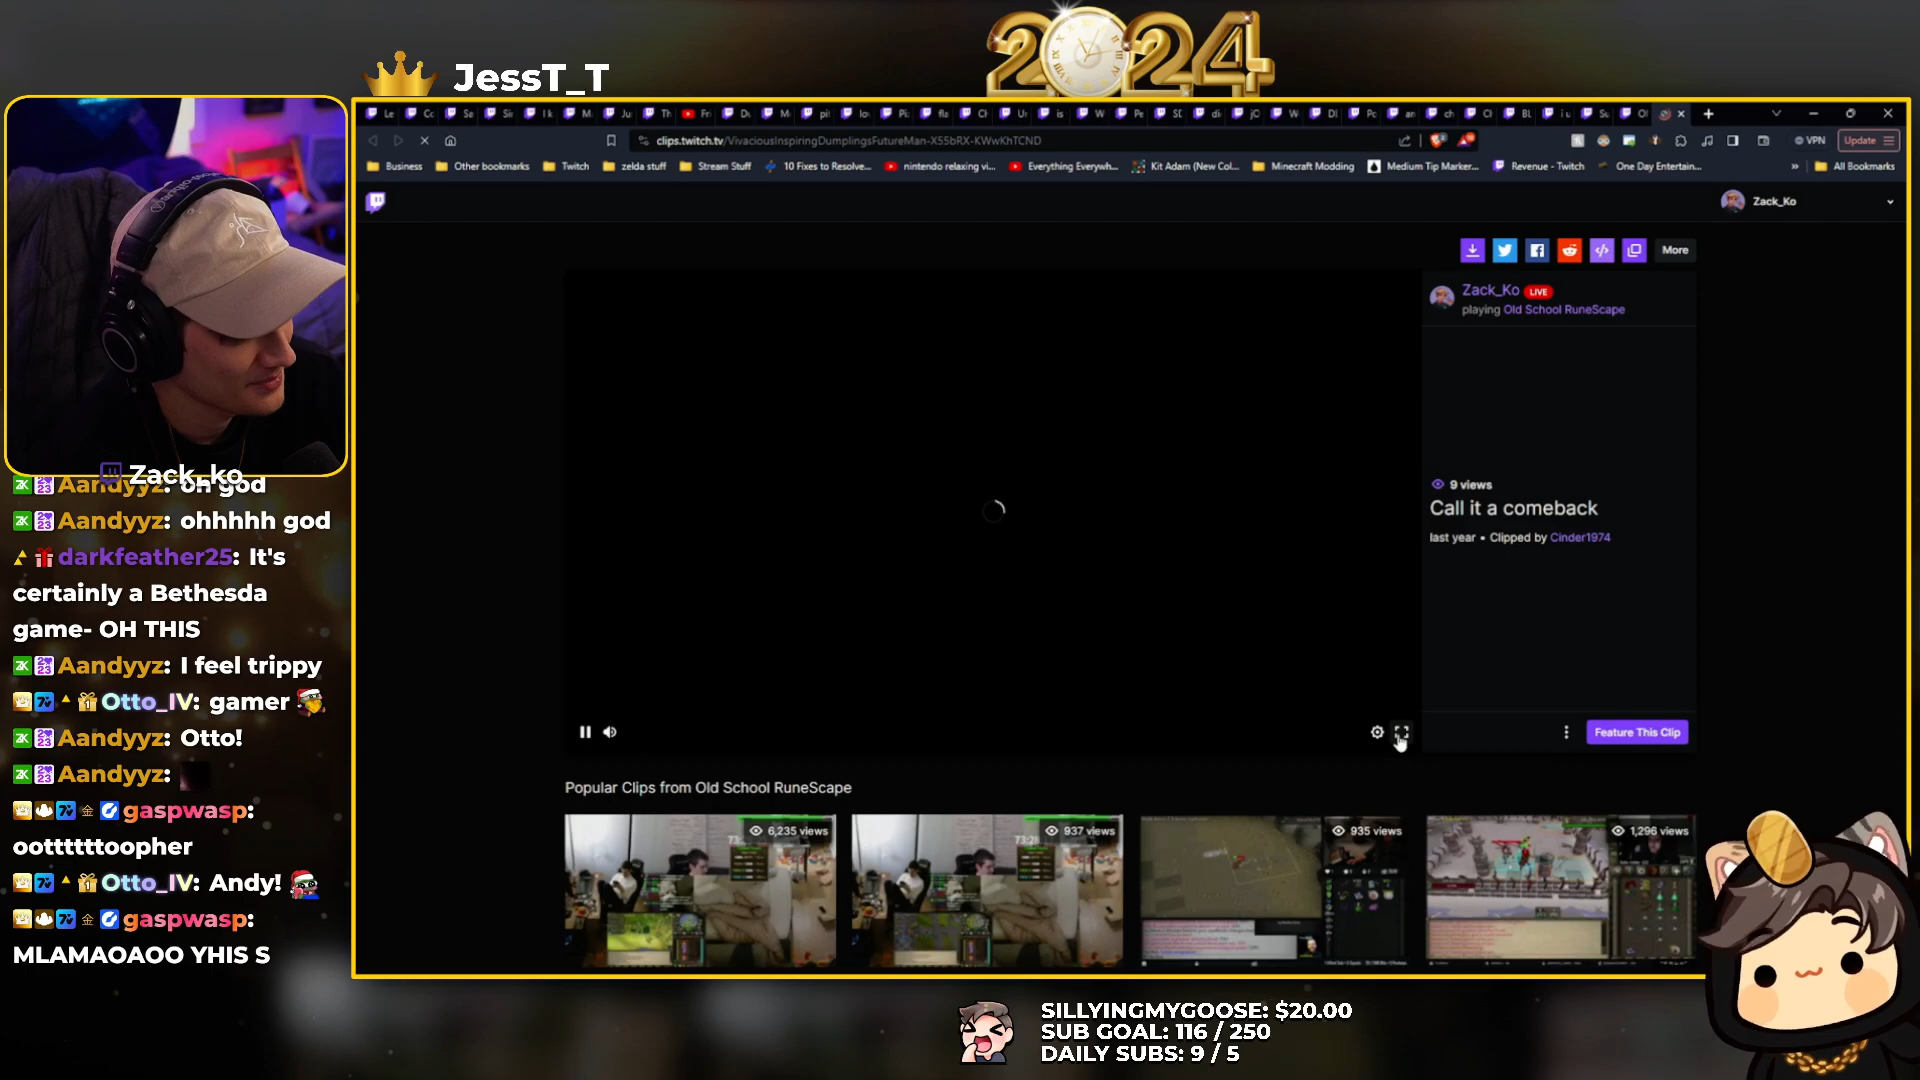 2024
JessT_T
clips.twitch.tv/VivaciousInspiringDumplingsFutureMan-X55bRX-KWwKhTCND
VPN
Update
Business
Other bookmarks
Twitch
zelda stuff
Stream Stuff
10 Fixes to Resolve...
nintendo relaxing vi...
Everything Everywh...
Kit Adam (New Col...
Minecraft Modding
Medium Tip Marker...
Revenue - Twitch
One Day Entertain...
»
All Bookmarks
Zack_Ko
More
Zack_Ko LIVE
playing Old School RuneScape
9 views
Call it a comeback
last year • Clipped by Cinder1974
Feature This Clip
Popular Clips from Old School RuneScape
6,235 views
937 views
935 views
1,296 views
Zack_ko
Aandyyz: oh god
Aandyyz: ohhhhh god
darkfeather25: It's
certainly a Bethesda
game- OH THIS
Aandyyz: I feel trippy
Otto_IV: gamer
Aandyyz: Otto!
Aandyyz:
gaspwasp:
oottttttoopher
Otto_IV: Andy!
gaspwasp:
MLAMAOAOO YHIS S
SILLYINGMYGOOSE: $20.00
SUB GOAL: 116 / 250
DAILY SUBS: 9 / 5